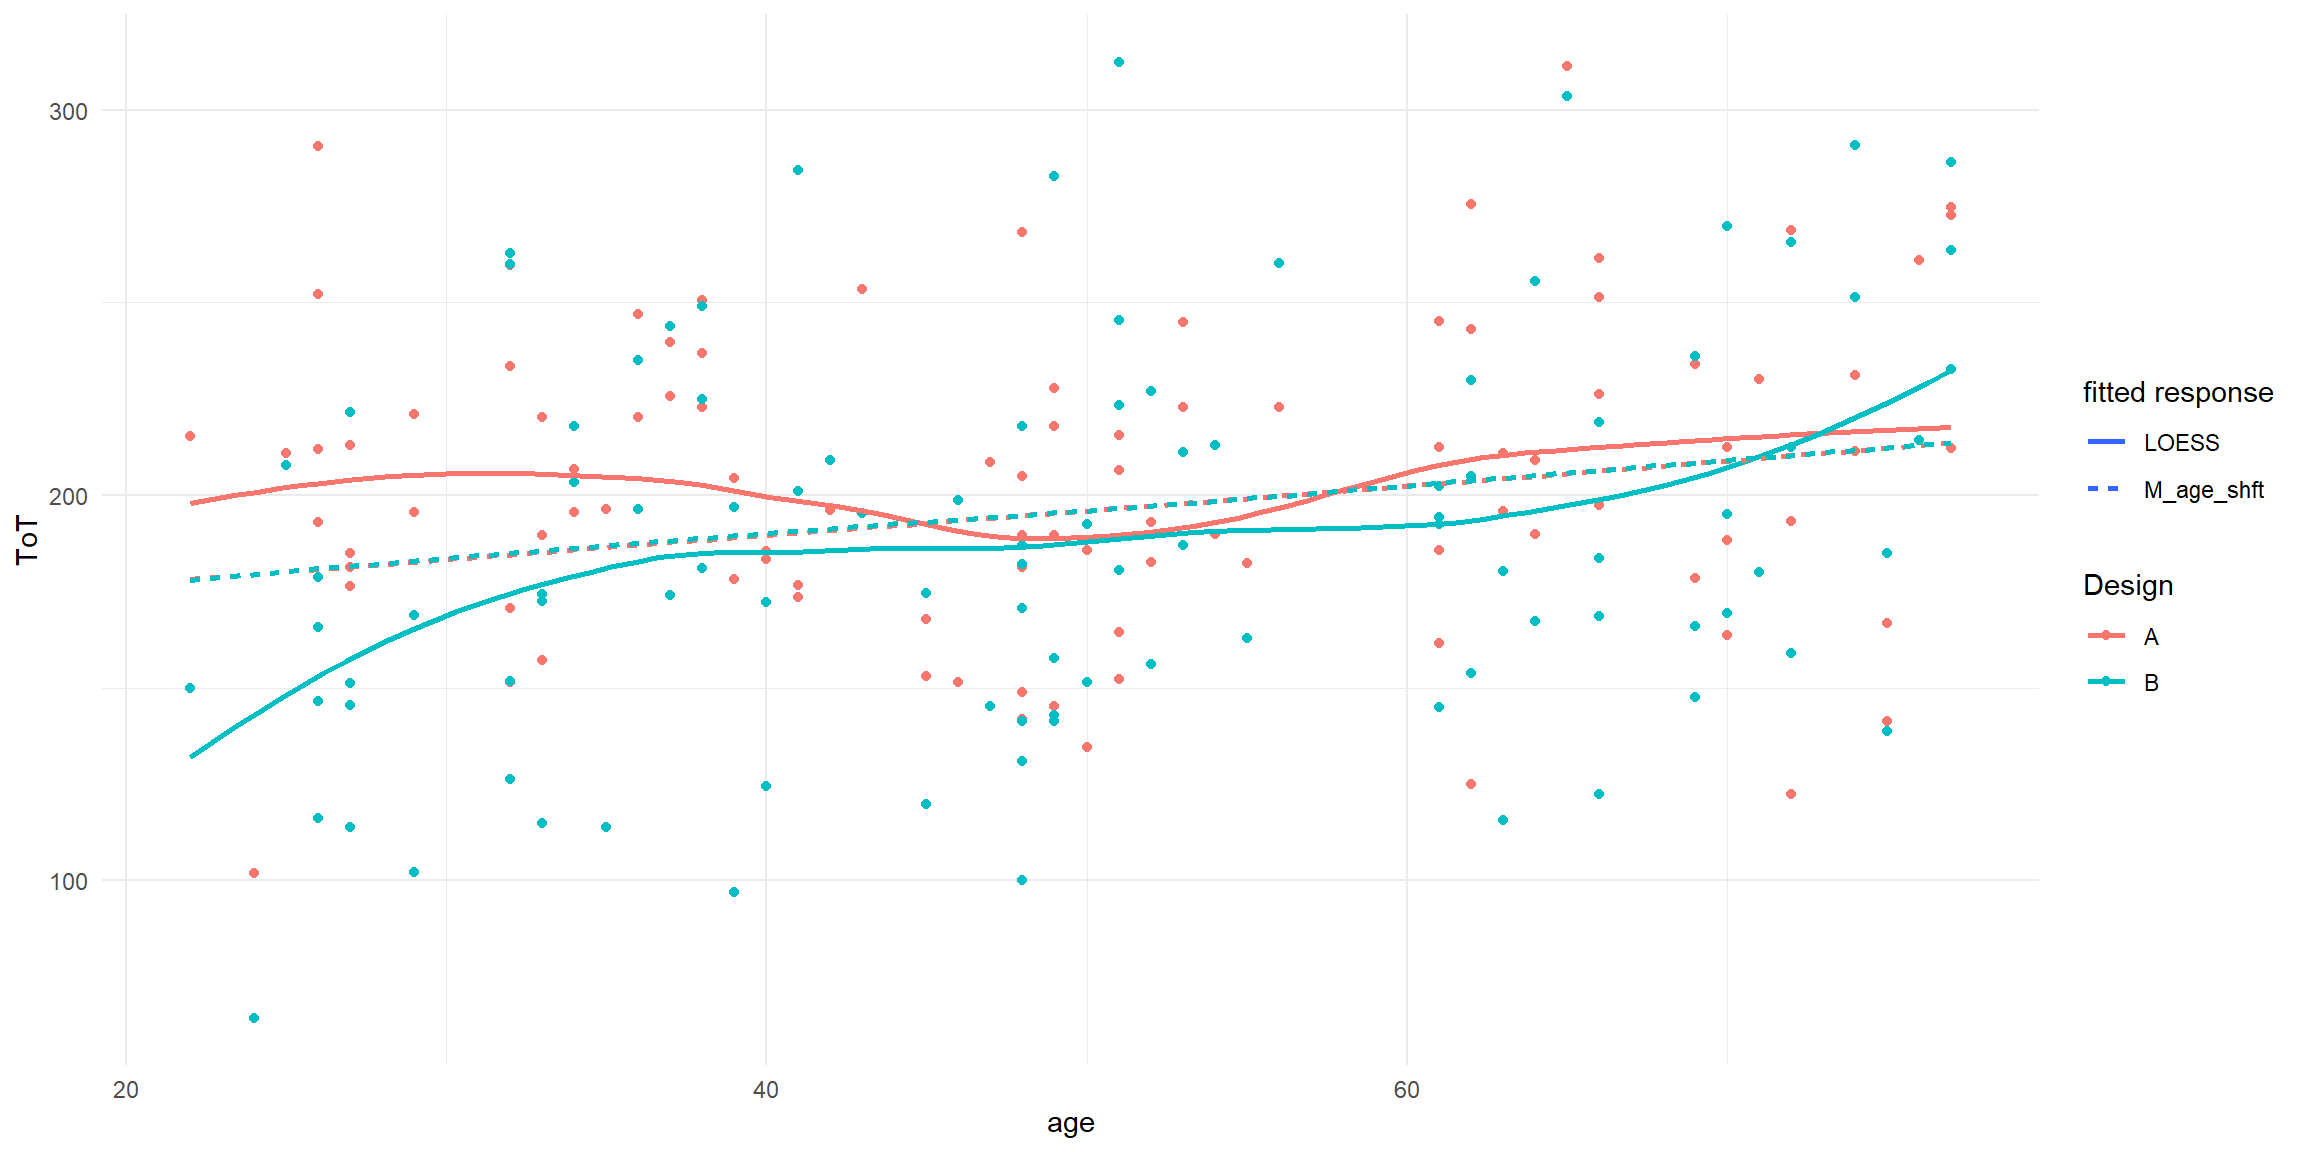 300
200
100
ToT
20
40
60
age
fitted response
LOESS
M_age_shft
Design
A
B